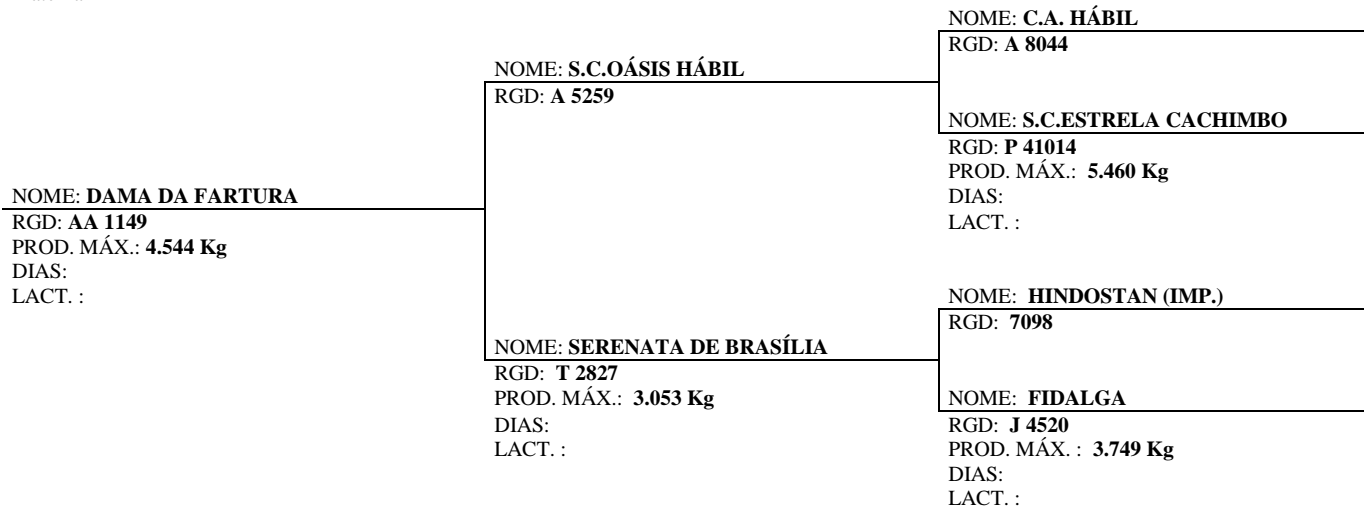 NOME: C.A. HÁBIL
RGD: A 8044
NOME: S.C.OÁSIS HÁBIL
RGD: A 5259
NOME: S.C.ESTRELA CACHIMBO
RGD: P 41014
PROD. MÁX.: 5.460 Kg
DIAS:
LACT. :
NOME: DAMA DA FARTURA
RGD: AA 1149
PROD. MÁX.: 4.544 Kg
DIAS:
LACT. :
NOME: HINDOSTAN (IMP.)
RGD: 7098
NOME: SERENATA DE BRASÍLIA
RGD: T 2827
PROD. MÁX.: 3.053 Kg
DIAS:
LACT. :
NOME: FIDALGA
RGD: J 4520
PROD. MÁX. : 3.749 Kg
DIAS:
LACT. :